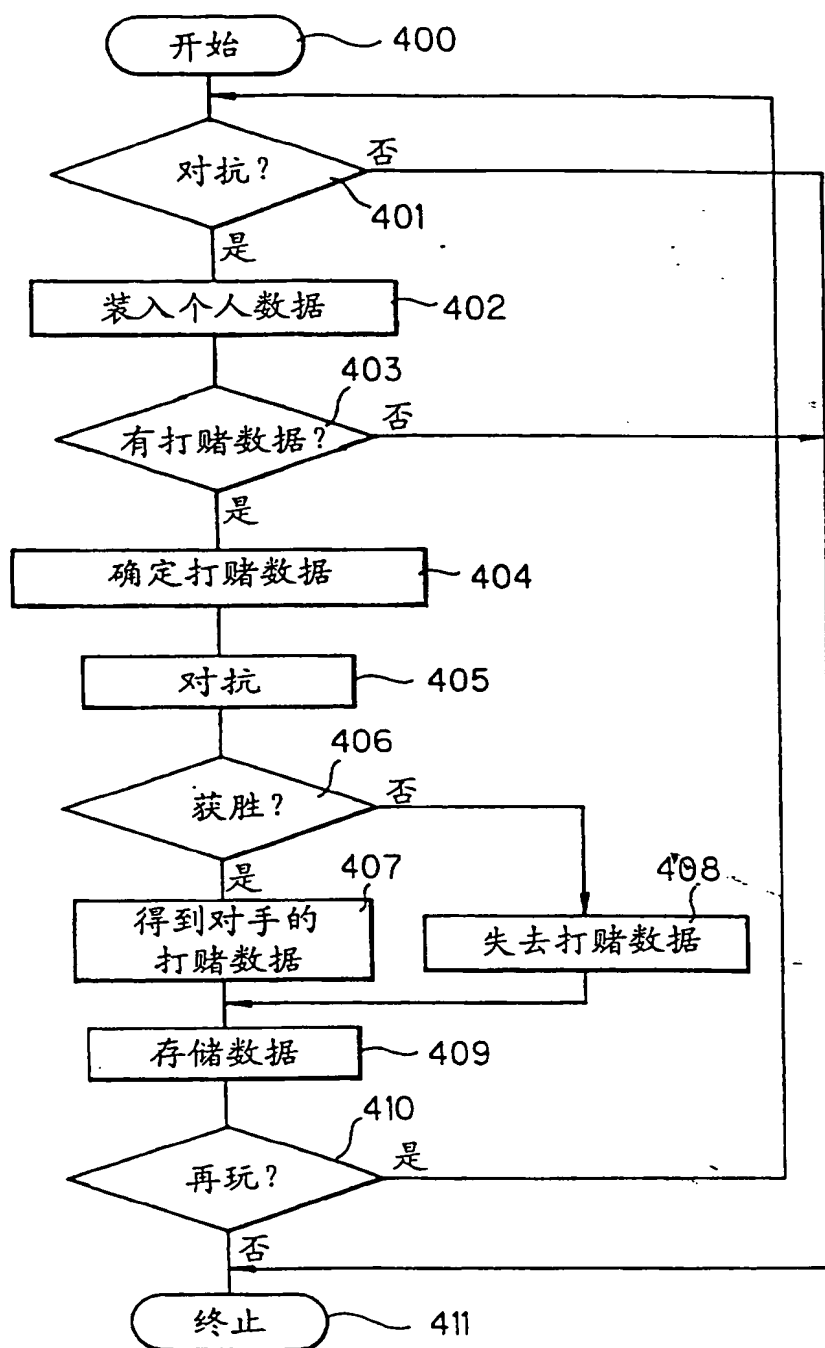 开始
400
对抗?
否
401
是
装入个人数据
402
403
有打赌数据?
否
是
确定打赌数据
404
对抗
405
406
获胜?
否
是
407
得到对手的
打赌数据
408
失去打赌数据
存储数据
409
410
再玩?
是
否
终止
411